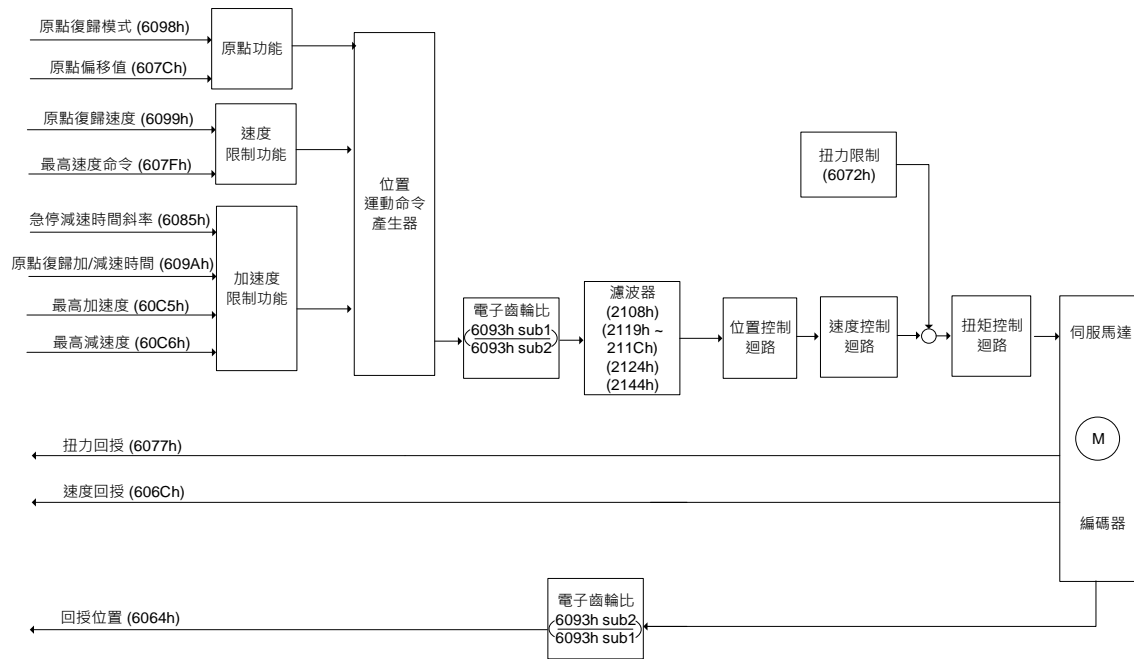 原點復歸模式 (6098h)
原點偏移值 (607Ch)
原點功能
原點復歸速度 (6099h)
最高速度命令 (607Fh)
速度
限制功能
急停減速時間斜率 (6085h)
原點復歸加/減速時間 (609Ah)
最高加速度 (60C5h)
最高減速度 (60C6h)
加速度
限制功能
位置
運動命令
產生器
電子齒輪比
(6093h sub1
6093h sub2)
濾波器
(2108h)
(2119h ~
211Ch)
(2124h)
(2144h)
位置控制
迴路
速度控制
迴路
扭力限制
(6072h)
扭矩控制
迴路
伺服馬達
M
編碼器
扭力回授 (6077h)
速度回授 (606Ch)
回授位置 (6064h)
電子齒輪比
(6093h sub2
6093h sub1)